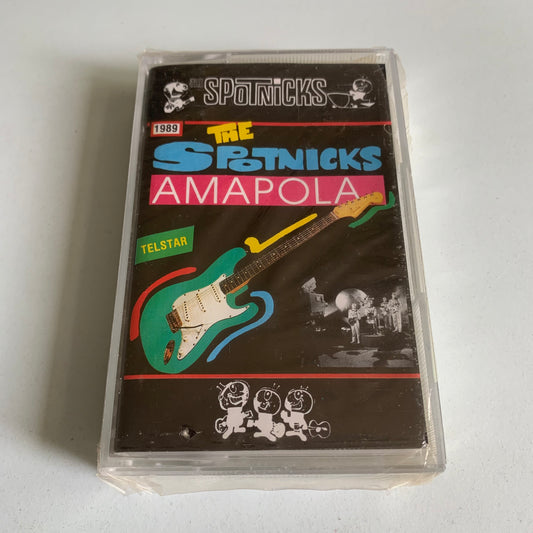 THE SPOTNiCKS
1989
THE
SPOTNICKS
AMAPOLA
TELSTAR